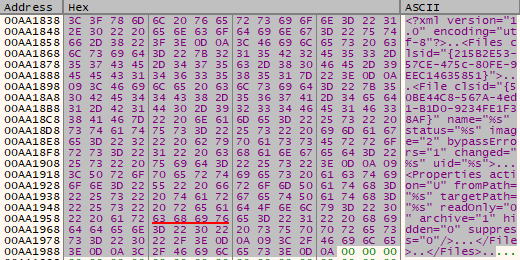 Address Hex ASCII
00AA1838 3C 3F 78 6D 6C 20 76 65 72 73 69 6F 6E 3D 22 31 <?xml version="1
00AA1848 2E 30 22 20 65 6E 63 6F 64 69 6E 67 3D 22 75 74 .0" encoding="ut
00AA1858 66 2D 38 22 3F 3E 0D 0A 3C 46 69 6C 65 73 20 63 f-8"?>..<Files c
00AA1868 6C 73 69 64 3D 22 7B 32 31 35 42 32 45 35 33 2D lsid="{215B2E53-
00AA1878 35 37 43 45 2D 34 37 35 43 2D 38 30 46 45 2D 39 57CE-475C-80FE-9
00AA1888 45 45 43 31 34 36 33 35 38 35 31 7D 22 3E 0D 0A EEC14635851}">..
00AA1898 09 3C 46 69 6C 65 20 63 6C 73 69 64 3D 22 7B 35 .<File clsid="{5
00AA18A8 30 42 45 34 34 43 38 2D 35 36 37 41 2D 34 65 64 0BE44C8-567A-4ed
00AA18B8 31 2D 42 31 44 30 2D 39 32 33 34 46 45 31 46 33 1-B1D0-9234FE1F3
00AA18C8 38 41 46 7D 22 20 6E 61 6D 65 3D 22 25 73 22 20 8AF}" name="%s"
00AA18D8 73 74 61 74 75 73 3D 22 25 73 22 20 69 6D 61 67 status="%s" imag
00AA18E8 65 3D 22 32 22 20 62 79 70 61 73 73 45 72 72 6F e="2" bypassErro
00AA18F8 72 73 3D 22 31 22 20 63 68 61 6E 67 65 64 3D 22 rs="1" changed="
00AA1908 25 73 22 20 75 69 64 3D 22 25 73 22 3E 0D 0A 09 %s" uid="%s">...
00AA1918 3C 50 72 6F 70 65 72 74 69 65 73 20 61 63 74 69 <Properties acti
00AA1928 6F 6E 3D 22 55 22 20 66 72 6F 6D 50 61 74 68 3D on="U" fromPath=
00AA1938 22 25 73 22 20 74 61 72 67 65 74 50 61 74 68 3D "%s" targetPath=
00AA1948 22 25 73 22 20 72 65 61 64 4F 6E 6C 79 3D 22 30 "%s" readOnly="0
00AA1958 22 20 61 72 63 68 69 76 65 3D 22 31 22 20 68 69 " archive="1" hi
00AA1968 64 64 65 6E 3D 22 30 22 20 73 75 70 70 72 65 73 dden="0" suppres
00AA1978 73 3D 22 30 22 2F 3E 0D 0A 09 3C 2F 46 69 6C 65 s="0"/>...</File
00AA1988 3E 0D 0A 3C 2F 46 69 6C 65 73 3E 0D 0A 00 00 00 >..</Files>.....